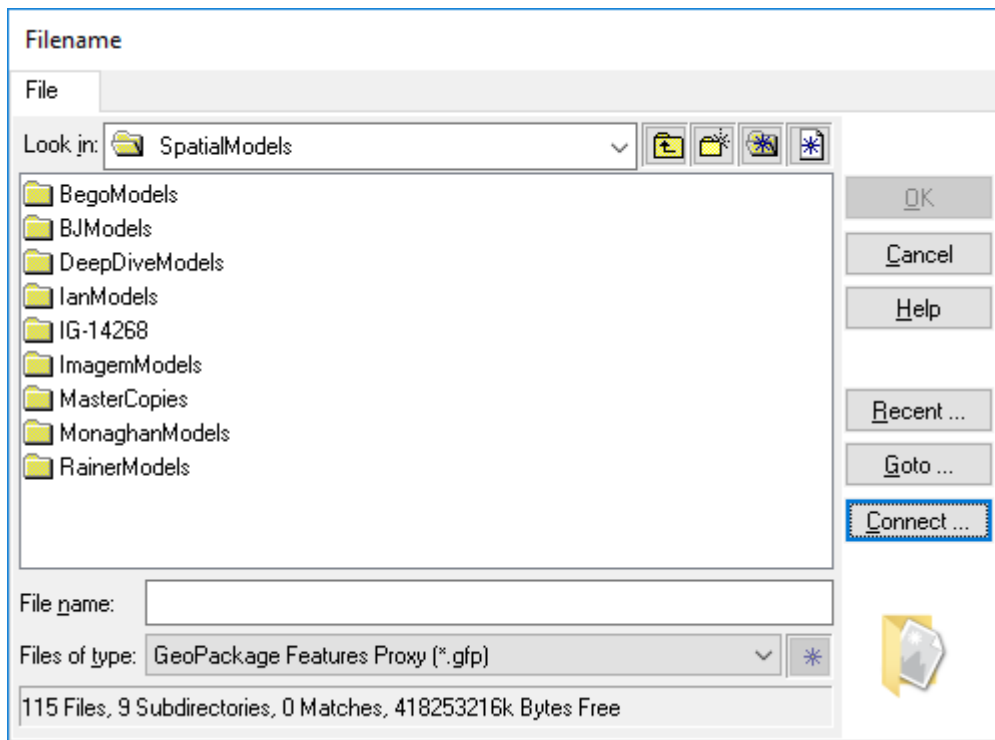 Filename
File
Look in: SpatialModels
BegoModels
BJModels
DeepDiveModels
IanModels
IG-14268
ImagemModels
MasterCopies
MonaghanModels
RainerModels
OK
Cancel
Help
Recent ...
Goto ...
Connect ...
File name:
Files of type: GeoPackage Features Proxy (*.gfp)
115 Files, 9 Subdirectories, 0 Matches, 418253216k Bytes Free